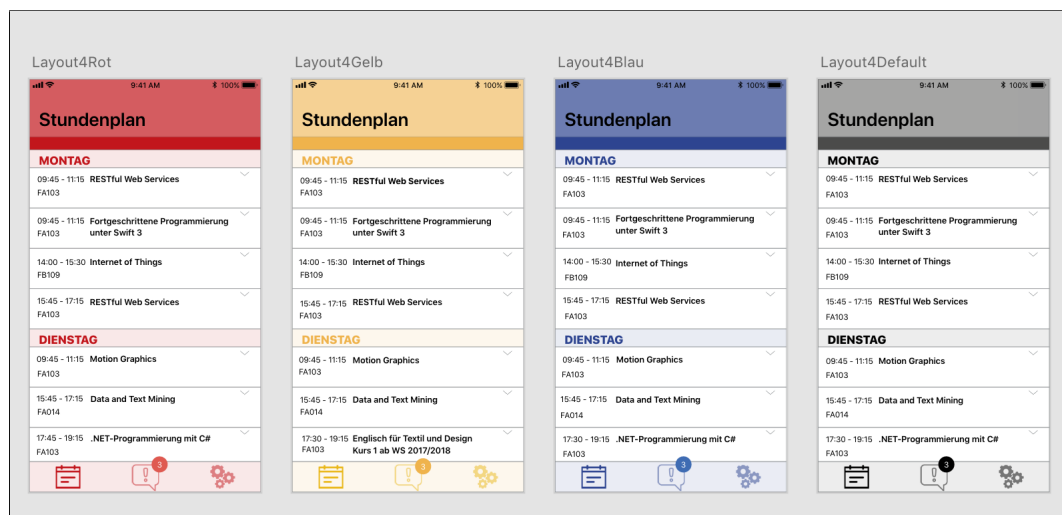 Layout4Rot
9:41 AM 100%
Stundenplan
MONTAG
09:45 - 11:15 RESTful Web Services
FA103
09:45 - 11:15 Fortgeschrittene Programmierung
FA103 unter Swift 3
14:00 - 15:30 Internet of Things
FB109
15:45 - 17:15 RESTful Web Services
FA103
DIENSTAG
09:45 - 11:15 Motion Graphics
FA103
15:45 - 17:15 Data and Text Mining
FA014
17:45 - 19:15 .NET-Programmierung mit C#
FA103
3
Layout4Gelb
9:41 AM 100%
Stundenplan
MONTAG
09:45 - 11:15 RESTful Web Services
FA103
09:45 - 11:15 Fortgeschrittene Programmierung
FA103 unter Swift 3
14:00 - 15:30 Internet of Things
FB109
15:45 - 17:15 RESTful Web Services
FA103
DIENSTAG
09:45 - 11:15 Motion Graphics
FA103
15:45 - 17:15 Data and Text Mining
FA014
17:30 - 19:15 Englisch für Textil und Design
FA103 Kurs 1 ab WS 2017/2018
3
Layout4Blau
9:41 AM 100%
Stundenplan
MONTAG
09:45 - 11:15 RESTful Web Services
FA103
09:45 - 11:15 Fortgeschrittene Programmierung
FA103 unter Swift 3
14:00 - 15:30 Internet of Things
FB109
15:45 - 17:15 RESTful Web Services
FA103
DIENSTAG
09:45 - 11:15 Motion Graphics
FA103
15:45 - 17:15 Data and Text Mining
FA014
17:30 - 19:15 .NET-Programmierung mit C#
FA103
3
Layout4Default
9:41 AM 100%
Stundenplan
MONTAG
09:45 - 11:15 RESTful Web Services
FA103
09:45 - 11:15 Fortgeschrittene Programmierung
FA103 unter Swift 3
14:00 - 15:30 Internet of Things
FB109
15:45 - 17:15 RESTful Web Services
FA103
DIENSTAG
09:45 - 11:15 Motion Graphics
FA103
15:45 - 17:15 Data and Text Mining
FA014
17:30 - 19:15 .NET-Programmierung mit C#
FA103
3